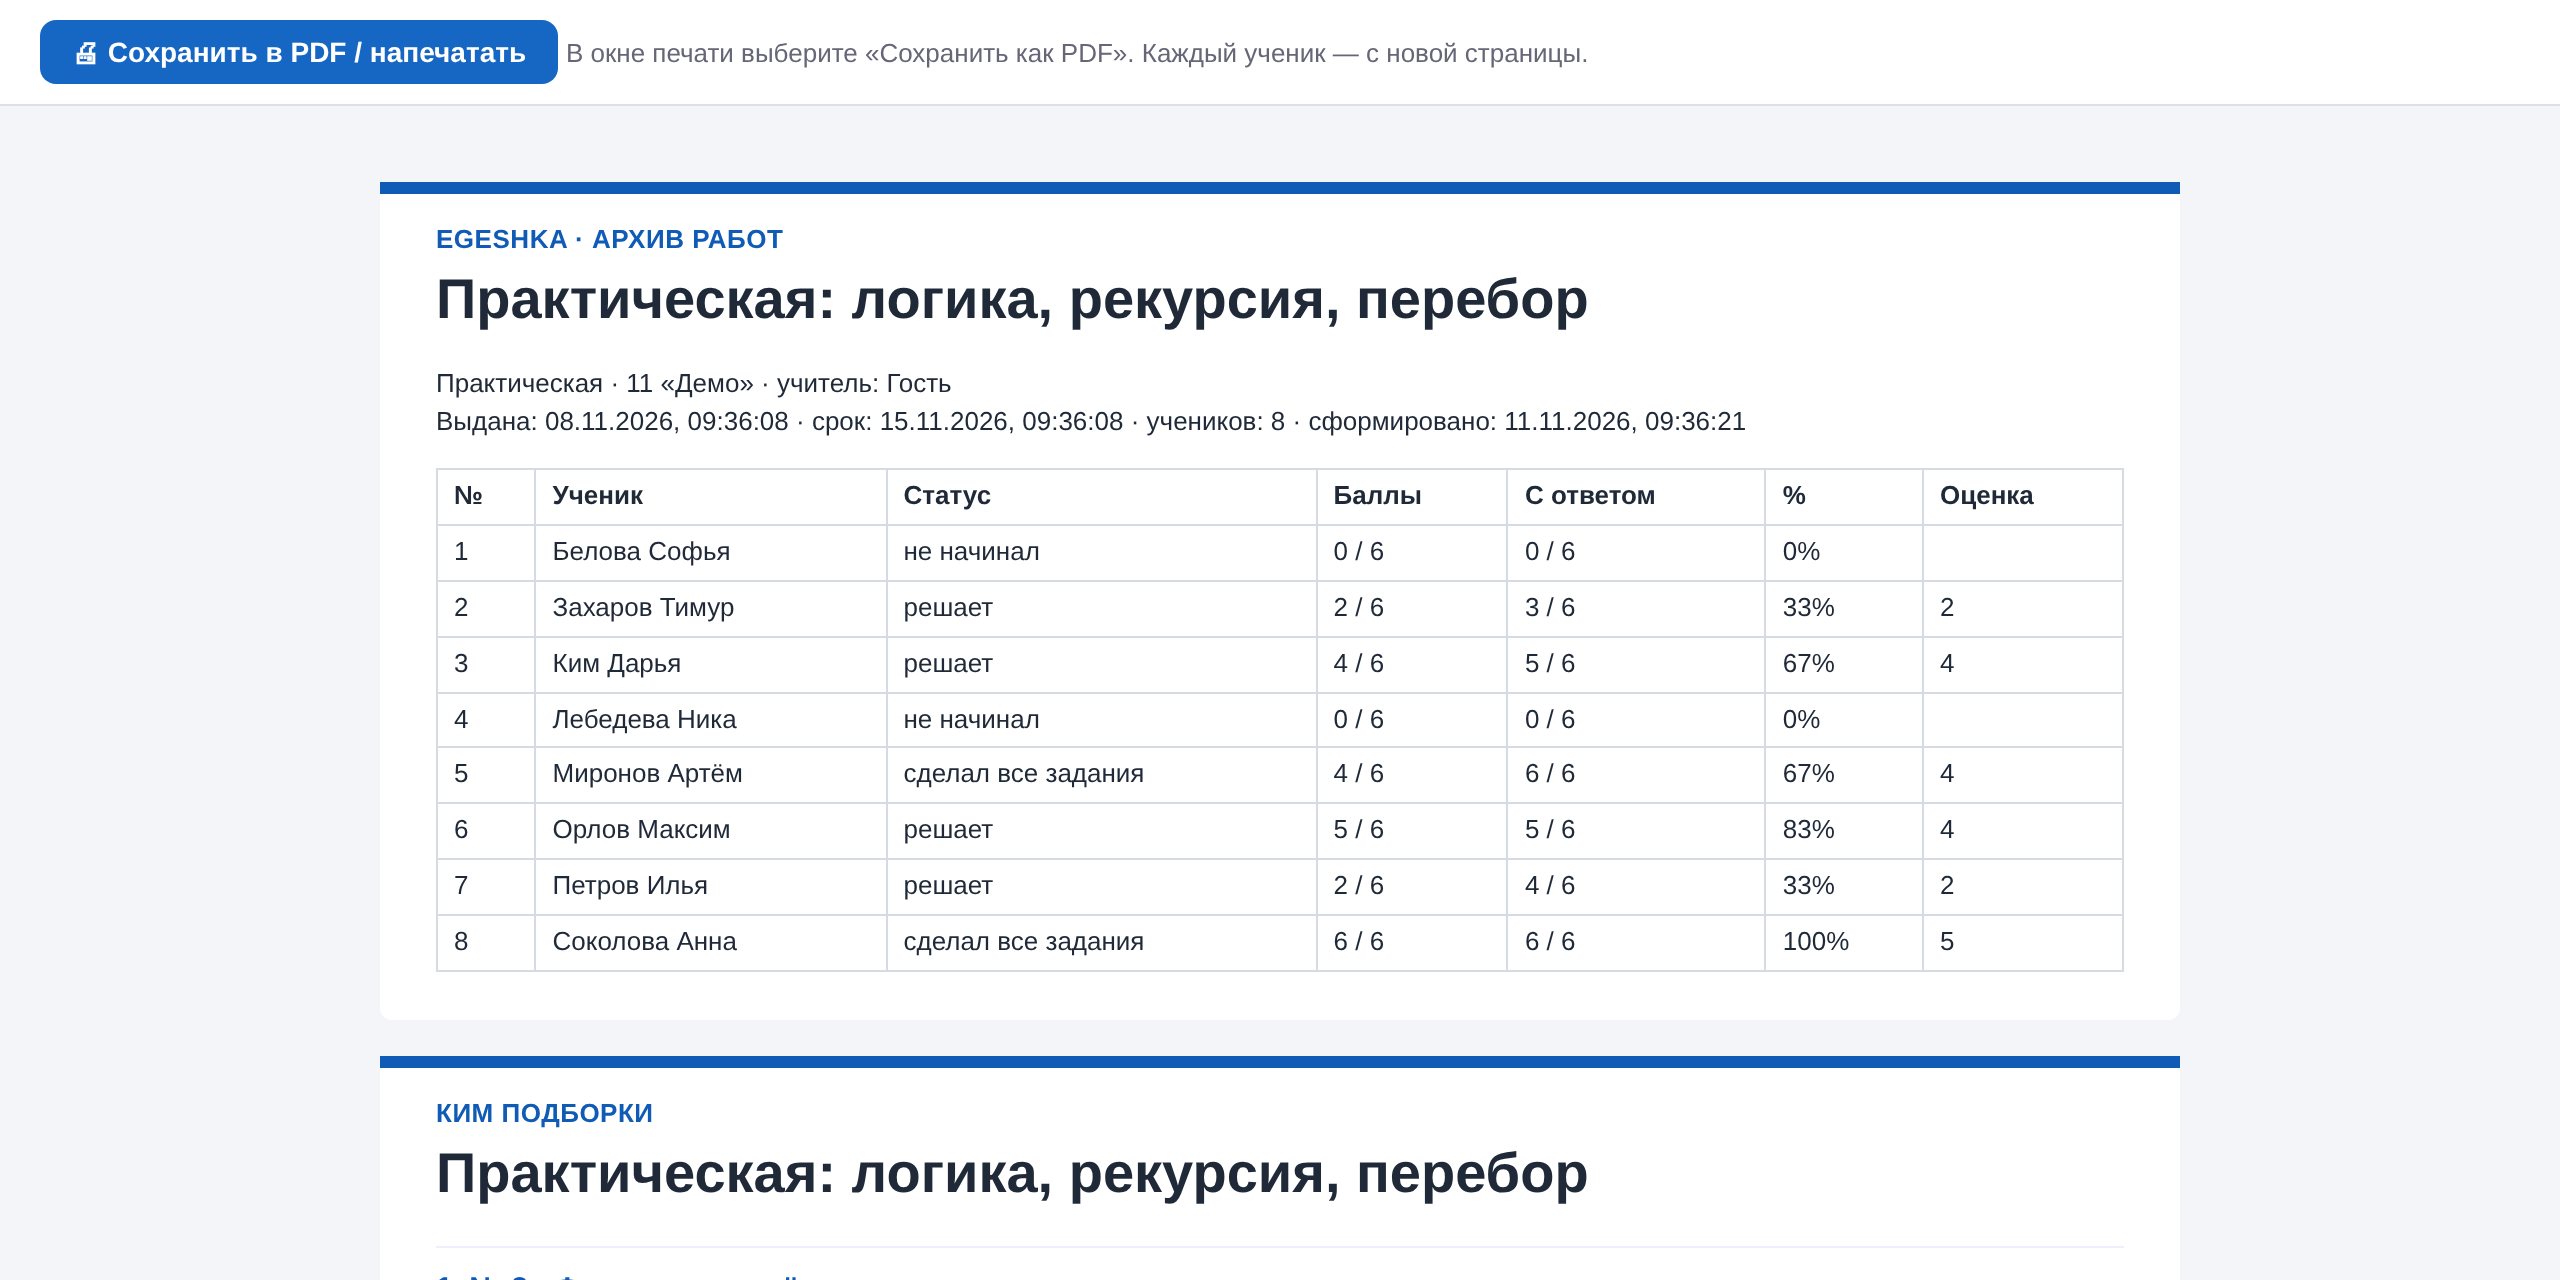 Сохранить в PDF / напечатать В окне печати выберите «Сохранить как PDF». Каждый ученик — с новой страницы.
EGESHKA · АРХИВ РАБОТ
Практическая: логика, рекурсия, перебор
Практическая · 11 «Демо» · учитель: Гость
Выдана: 08.11.2026, 09:36:08 · срок: 15.11.2026, 09:36:08 · учеников: 8 · сформировано: 11.11.2026, 09:36:21
№ Ученик Статус Баллы С ответом % Оценка
1 Белова Софья не начинал 0 / 6 0 / 6 0%
2 Захаров Тимур решает 2 / 6 3 / 6 33% 2
3 Ким Дарья решает 4 / 6 5 / 6 67% 4
4 Лебедева Ника не начинал 0 / 6 0 / 6 0%
5 Миронов Артём сделал все задания 4 / 6 6 / 6 67% 4
6 Орлов Максим решает 5 / 6 5 / 6 83% 4
7 Петров Илья решает 2 / 6 4 / 6 33% 2
8 Соколова Анна сделал все задания 6 / 6 6 / 6 100% 5
КИМ ПОДБОРКИ
Практическая: логика, рекурсия, перебор